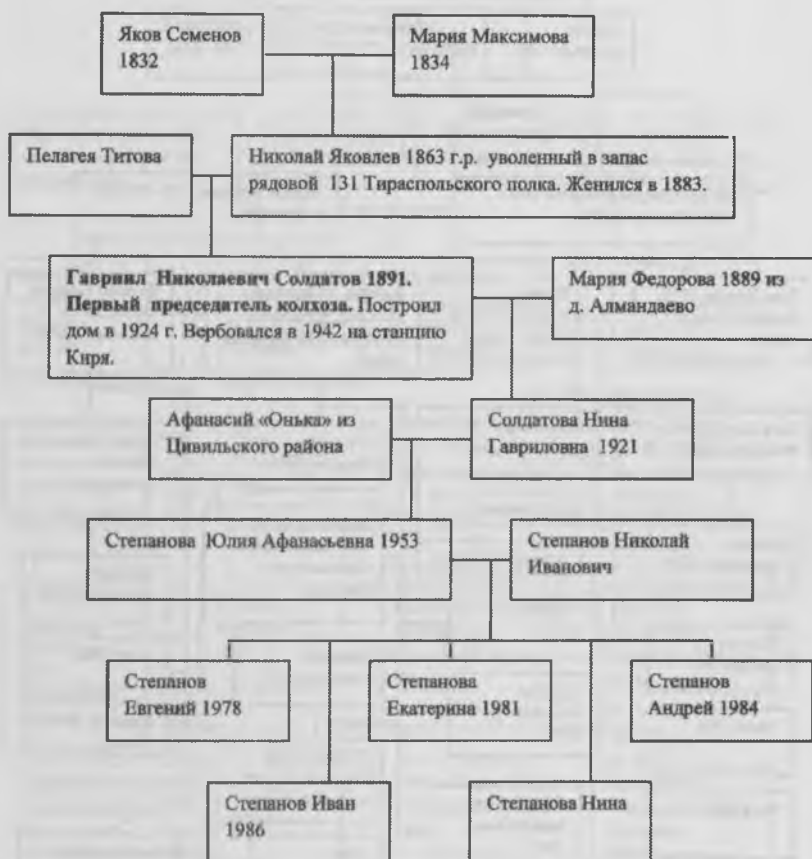 Яков Семенов
1832
Мария Максимова
1834
Пелагея Титова
Николай Яковлев 1863 г.р. уволенный в запас
рядовой 131 Тираспольского полка. Женился в 1883.
Гавриил Николаевич Солдатов 1891.
Первый председатель колхоза. Построил
дом в 1924 г. Вербовался в 1942 на станцию
Киря.
Мария Федорова 1889 из
д. Алмандаево
Афанасий «Онька» из
Цивильского района
Солдатова Нина
Гавриловна 1921
Степанова Юлия Афанасьевна 1953
Степанов Николай
Иванович
Степанов
Евгений 1978
Степанова
Екатерина 1981
Степанов
Андрей 1984
Степанов Иван
1986
Степанова Нина